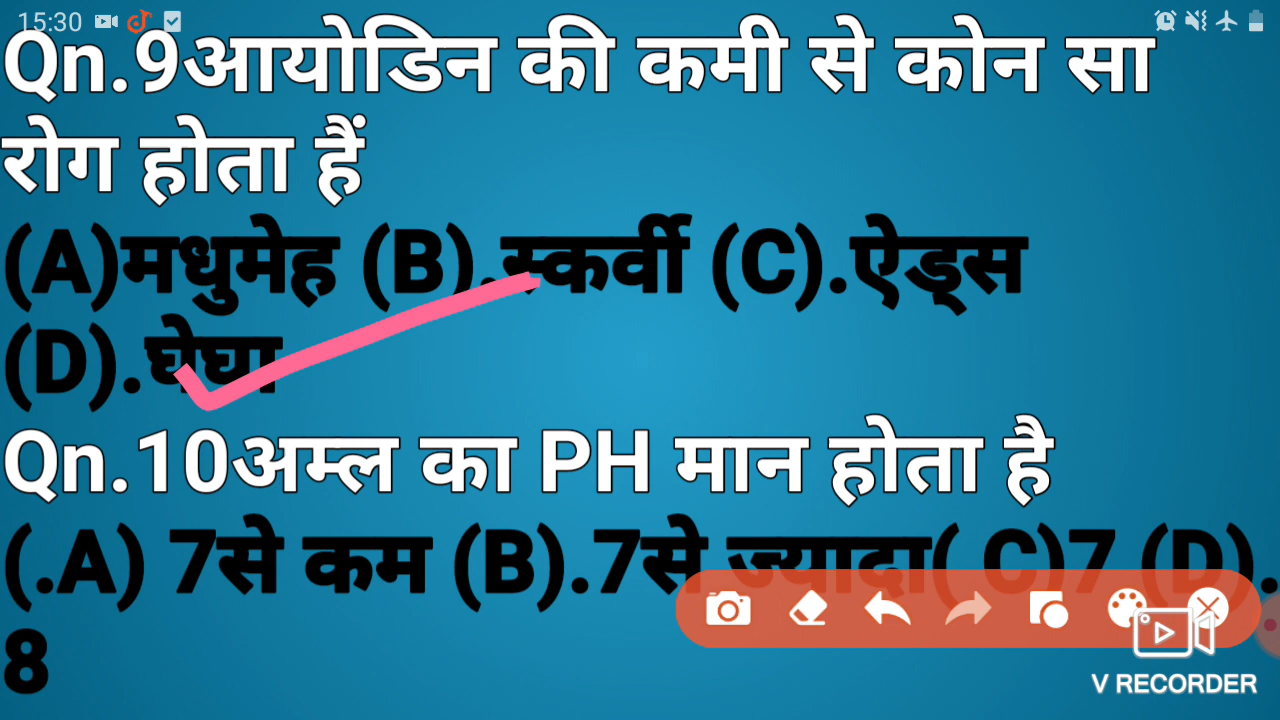 15:30
Qn.9आयोडिन की कमी से कोन सा
रोग होता हैं
(A)मधुमेह (B).स्कर्वी (C).ऐड्स
(D).घेघा
Qn.10अम्ल का PH मान होता है
(.A) 7से कम (B).7से ज्यादा( C)7 (D).
8
V RECORDER